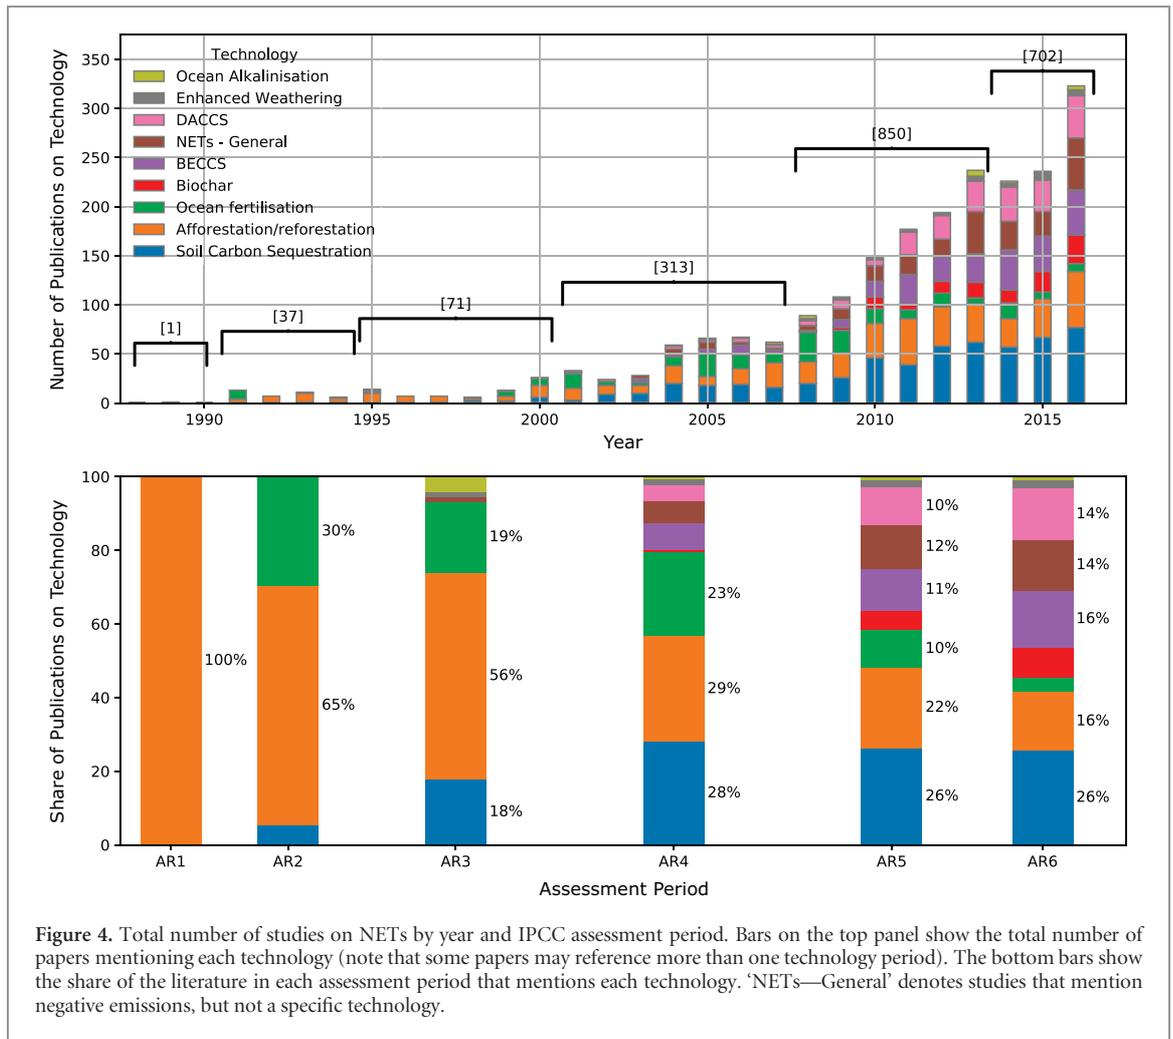 Number of Publications on Technology
350
300
250
200
150
100
50
0
Technology
Ocean Alkalinisation
Enhanced Weathering
DACCS
NETs - General
BECCS
Biochar
Ocean fertilisation
Afforestation/reforestation
Soil Carbon Sequestration
[1]
[37]
[71]
[313]
[850]
[702]
1990
1995
2000
2005
2010
2015
Year
Share of Publications on Technology
100
80
60
40
20
0
100%
30%
65%
19%
56%
18%
23%
29%
28%
10%
12%
11%
10%
22%
26%
14%
14%
16%
16%
26%
AR1
AR2
AR3
AR4
AR5
AR6
Assessment Period
Figure 4. Total number of studies on NETs by year and IPCC assessment period. Bars on the top panel show the total number of
papers mentioning each technology (note that some papers may reference more than one technology period). The bottom bars show
the share of the literature in each assessment period that mentions each technology. ‘NETs—General’ denotes studies that mention
negative emissions, but not a specific technology.